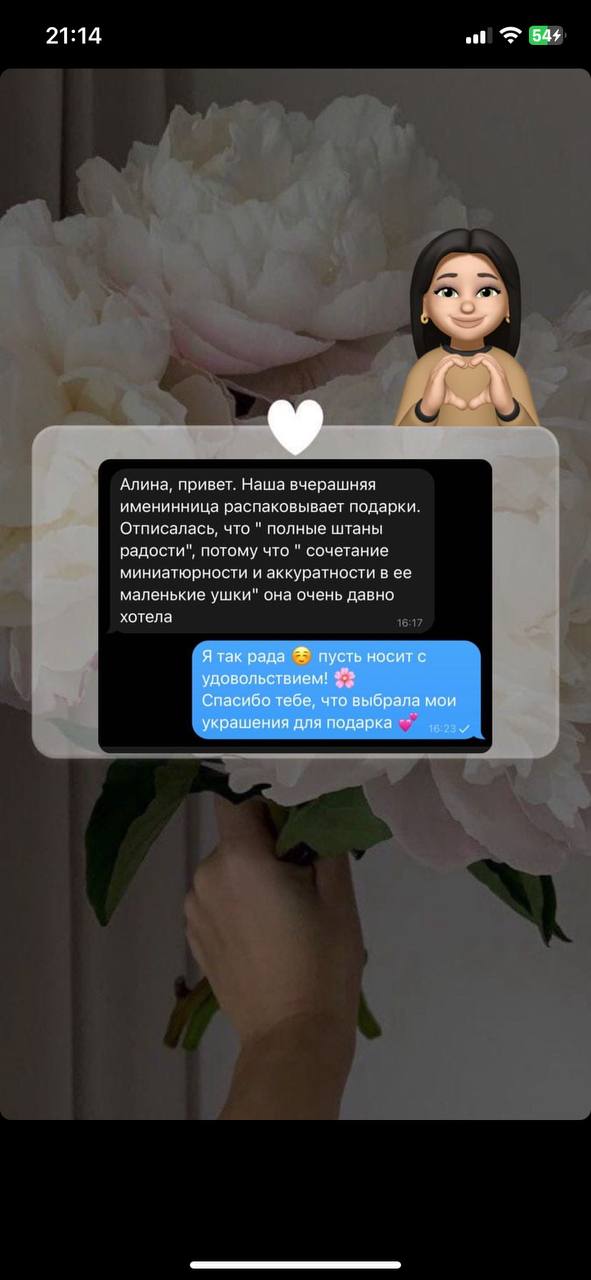 21:14
54
Алина, привет. Наша вчерашняя
именинница распаковывает подарки.
Отписалась, что " полные штаны
радости", потому что " сочетание
миниатюрности и аккуратности в ее
маленькие ушки" она очень давно
хотела
16:17
Я так рада ☺️ пусть носит с
удовольствием! 🌸
Спасибо тебе, что выбрала мои
украшения для подарка 💕
16:23